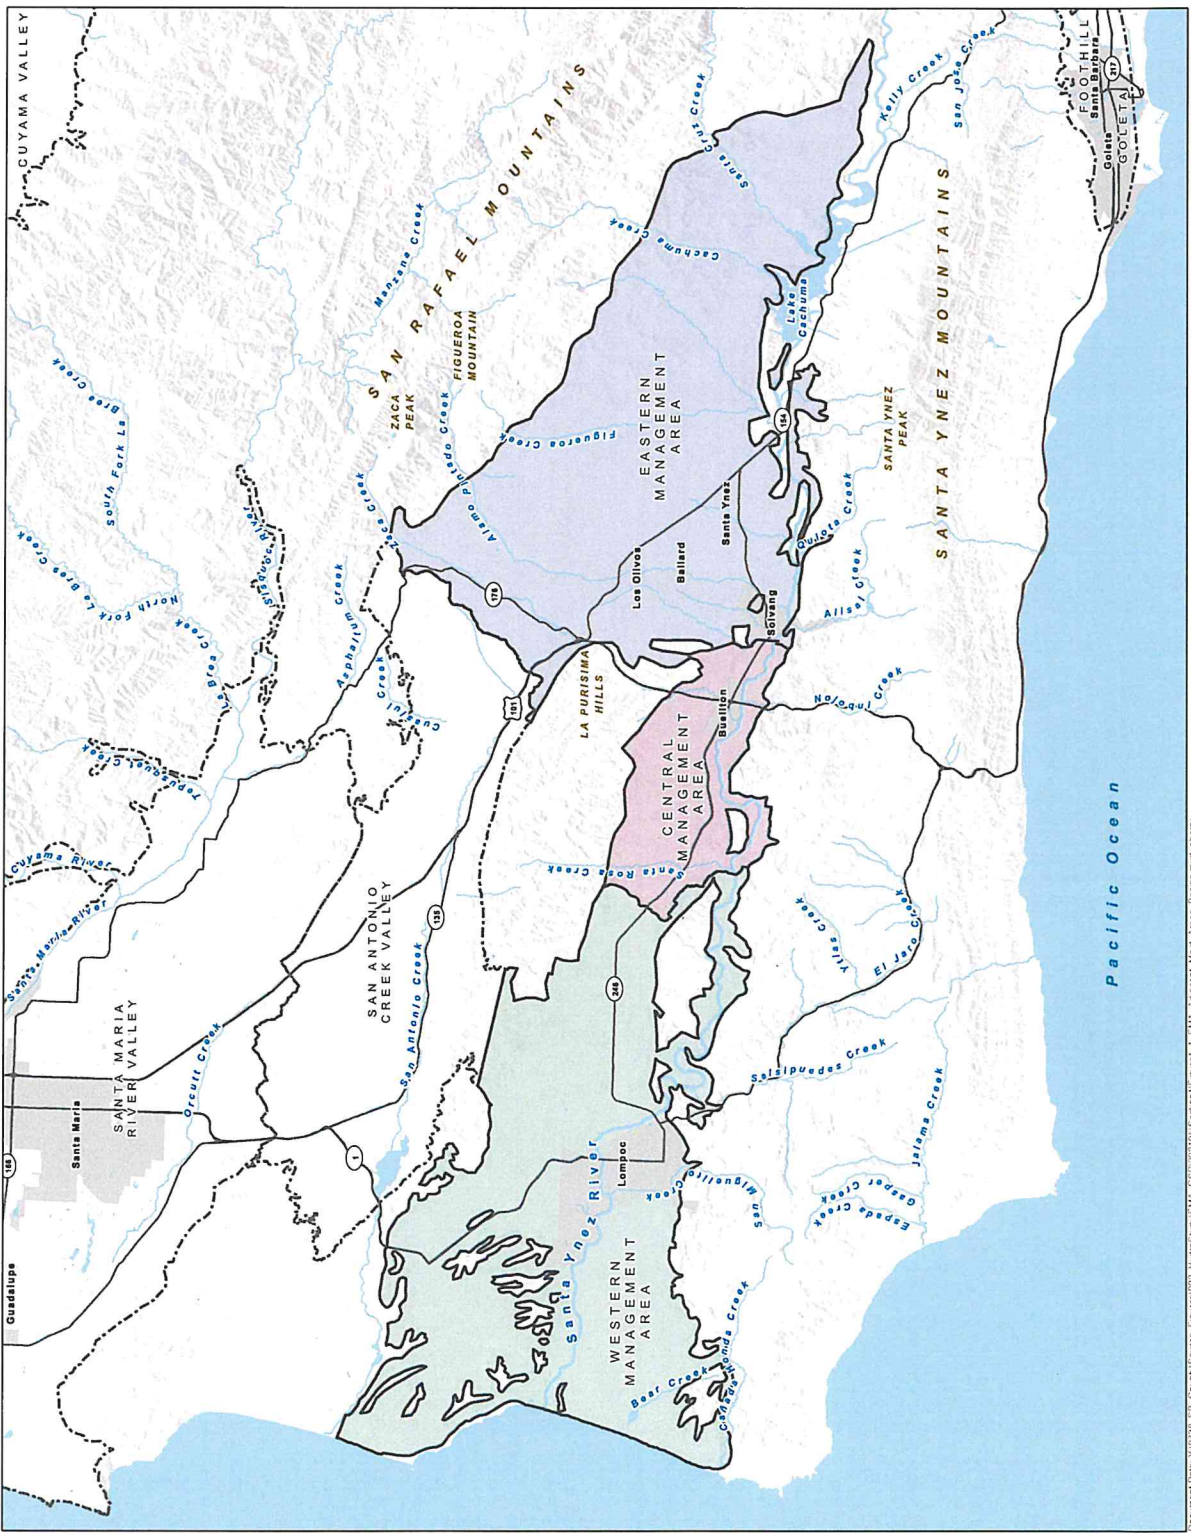 CUYAMA VALLEY
South Fork La Brea Creek
La Brea Creek
North Fork
La Brea Creek
Sisquoc River
Tepusquet Creek
Cuyama River
Santa Maria River
SANTA MARIA
RIVER VALLEY
Santa Maria
166
Guadalupe
Orcutt Creek
1
SAN ANTONIO
CREEK VALLEY
San Antonio Creek
135
Asphaltum Creek
Cuaslui Creek
101
Zaca Creek
176
Manzana Creek
SAN RAFAEL MOUNTAINS
ZACA
PEAK
FIGUEROA
MOUNTAIN
Alamo Pintado Creek
Figueroa Creek
Cachuma Creek
Santa Cruz Creek
EASTERN
MANAGEMENT
AREA
Los Olivos
Ballard
Santa Ynez
Solvang
154
Lake
Cachuma
Kelly Creek
San Jose Creek
FOOTHILL
Santa Barbara
217
Goleta
GOLETA
LA PURISIMA
HILLS
CENTRAL
MANAGEMENT
AREA
Buellton
Santa Rosa Creek
246
WESTERN
MANAGEMENT
AREA
Santa Ynez River
Lompoc
Bear Creek
Canada Honda Creek
San Miguelito
Creek
Espada Creek
Gasper Creek
Jalama Creek
Salsipuedes Creek
El Jaro Creek
Ytias Creek
Nojoqui Creek
Alisal Creek
Quiota Creek
SANTA YNEZ
PEAK
SANTA YNEZ MOUNTAINS
Pacific Ocean